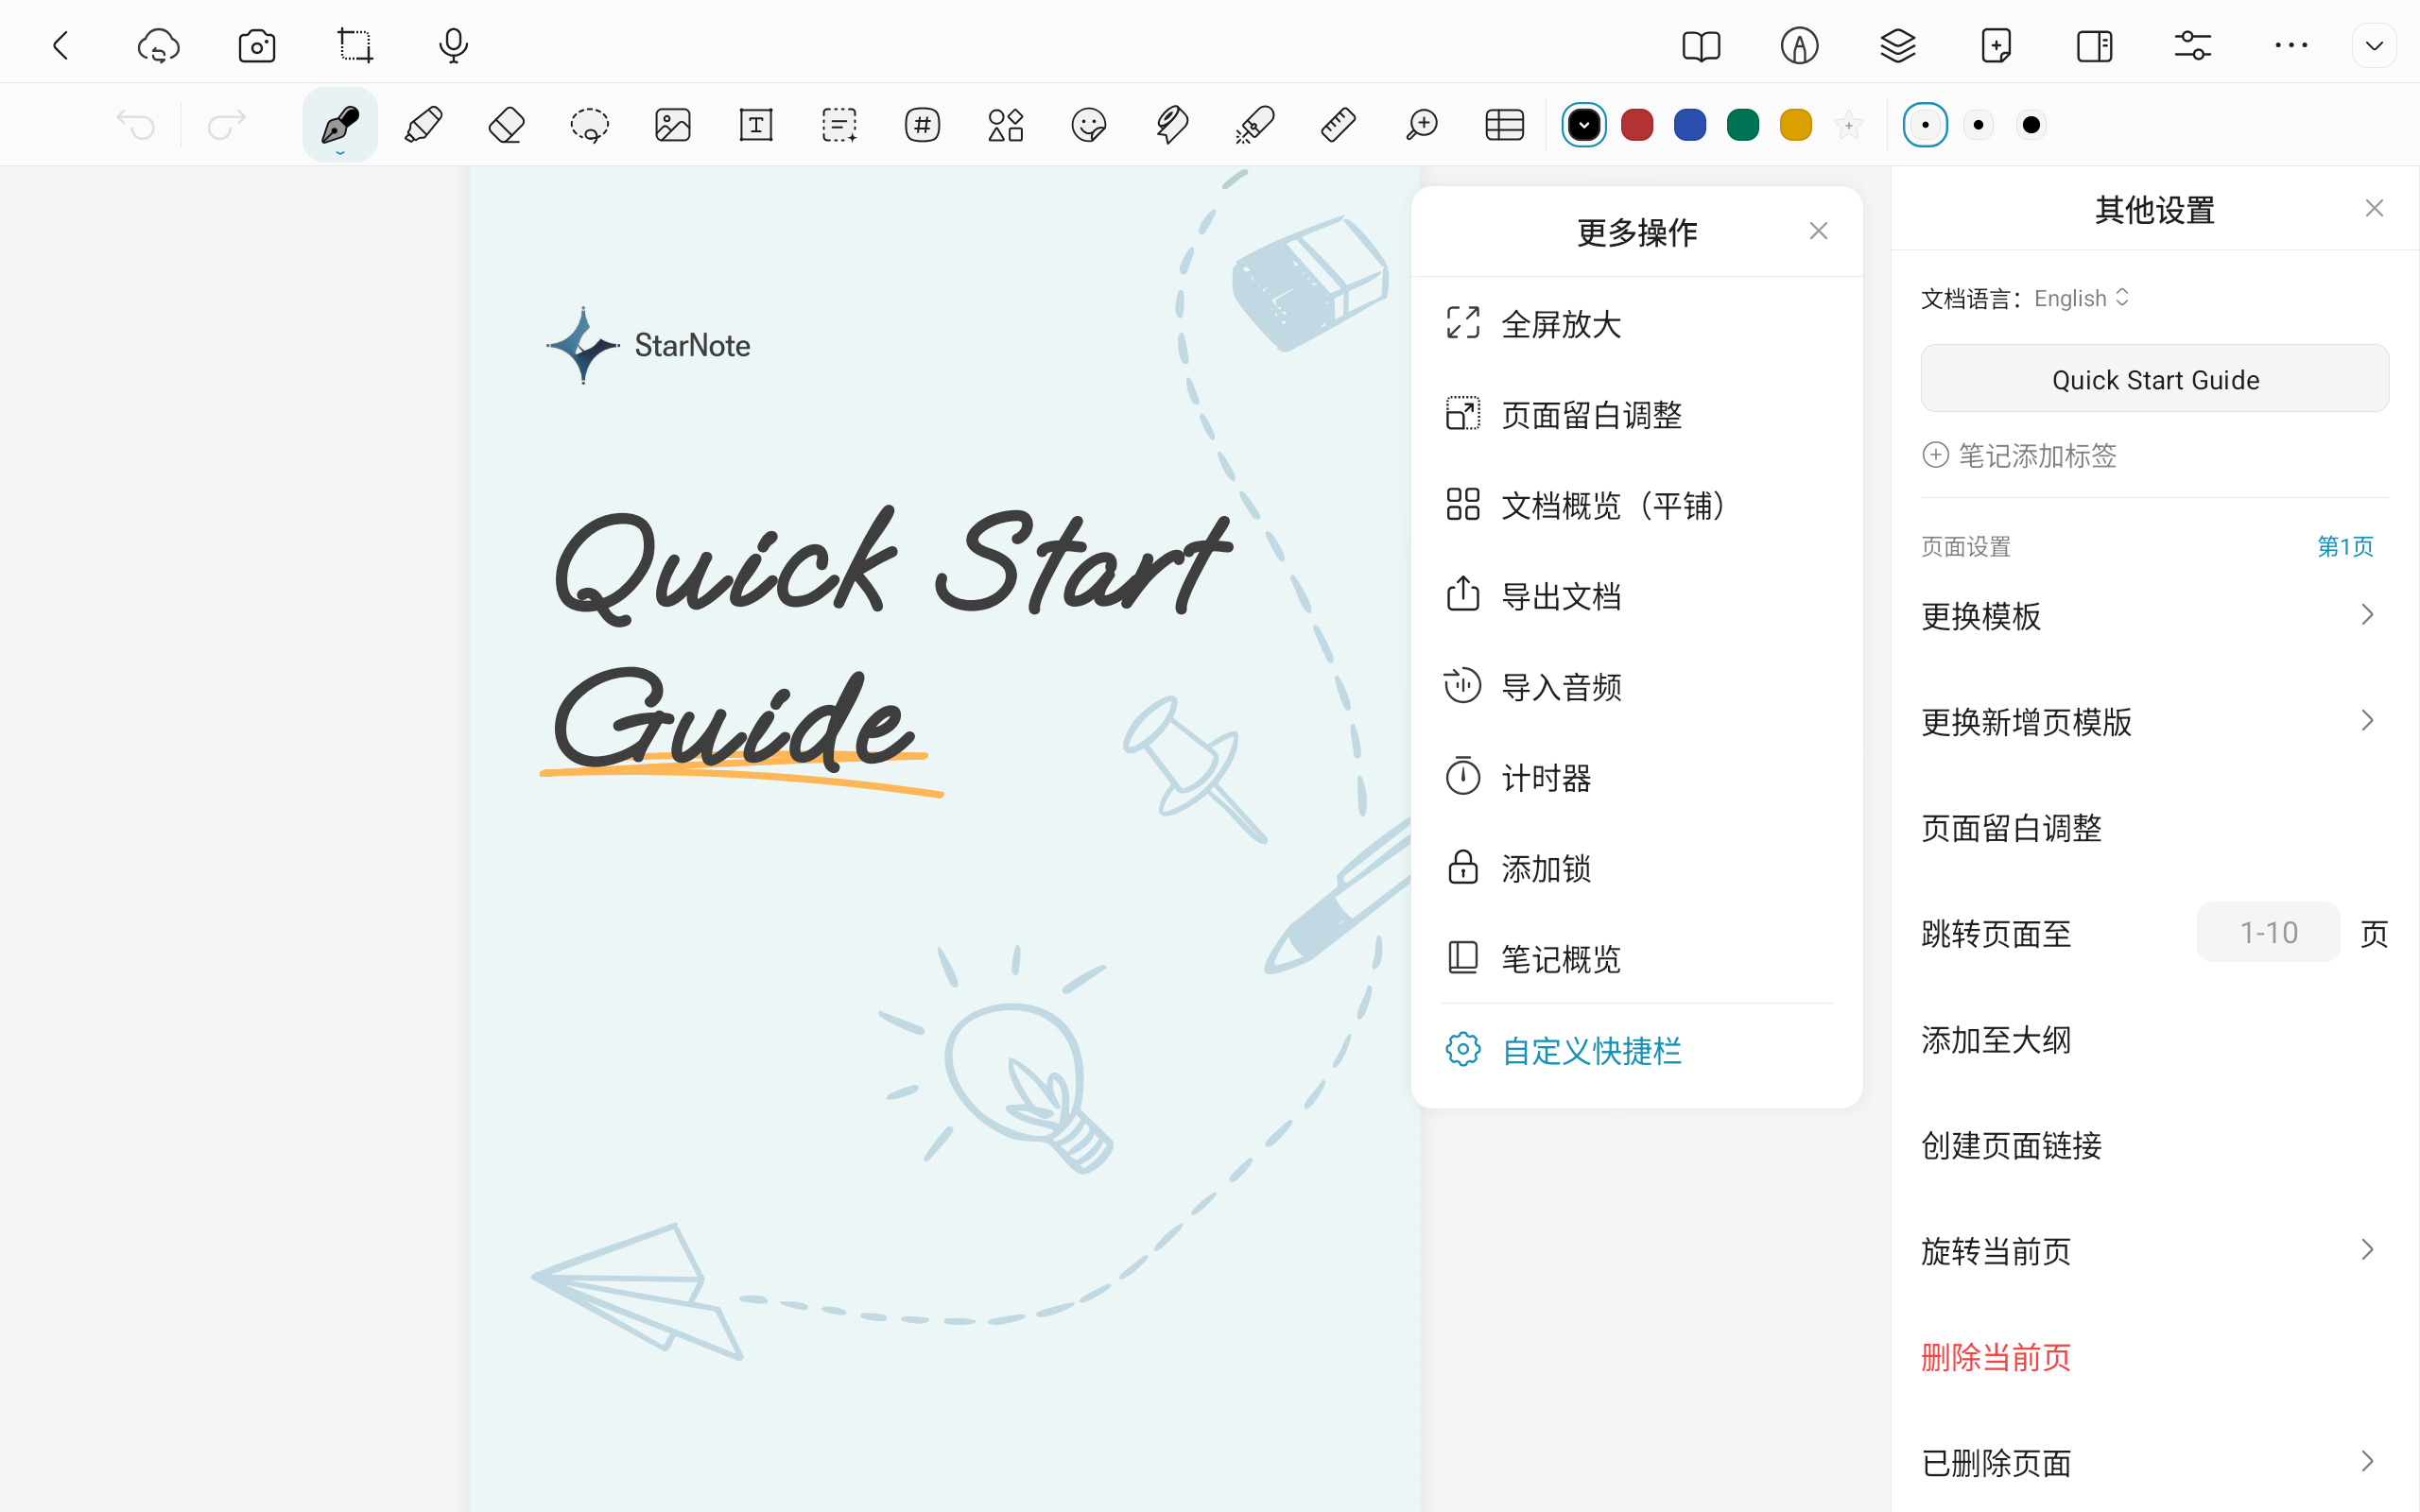 StarNote
Quick Start
Guide
更多操作
全屏放大
页面留白调整
文档概览（平铺）
导出文档
导入音频
计时器
添加锁
笔记概览
自定义快捷栏
其他设置
文档语言：English
Quick Start Guide
笔记添加标签
页面设置 第1页
更换模板
更换新增页模版
页面留白调整
跳转页面至 1-10 页
添加至大纲
创建页面链接
旋转当前页
删除当前页
已删除页面